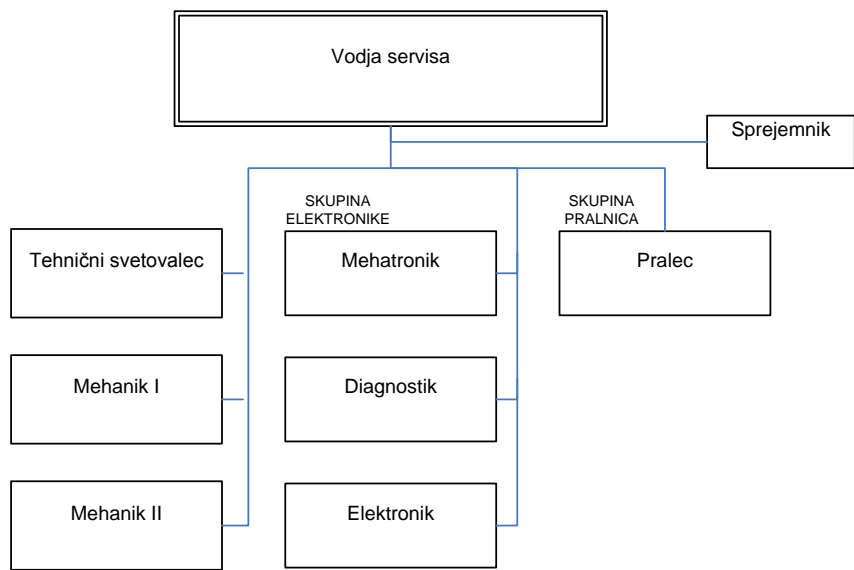 Vodja servisa
Sprejemnik
SKUPINA
ELEKTRONIKE
SKUPINA
PRALNICA
Tehnični svetovalec
Mehatronik
Pralec
Mehanik I
Diagnostik
Mehanik II
Elektronik